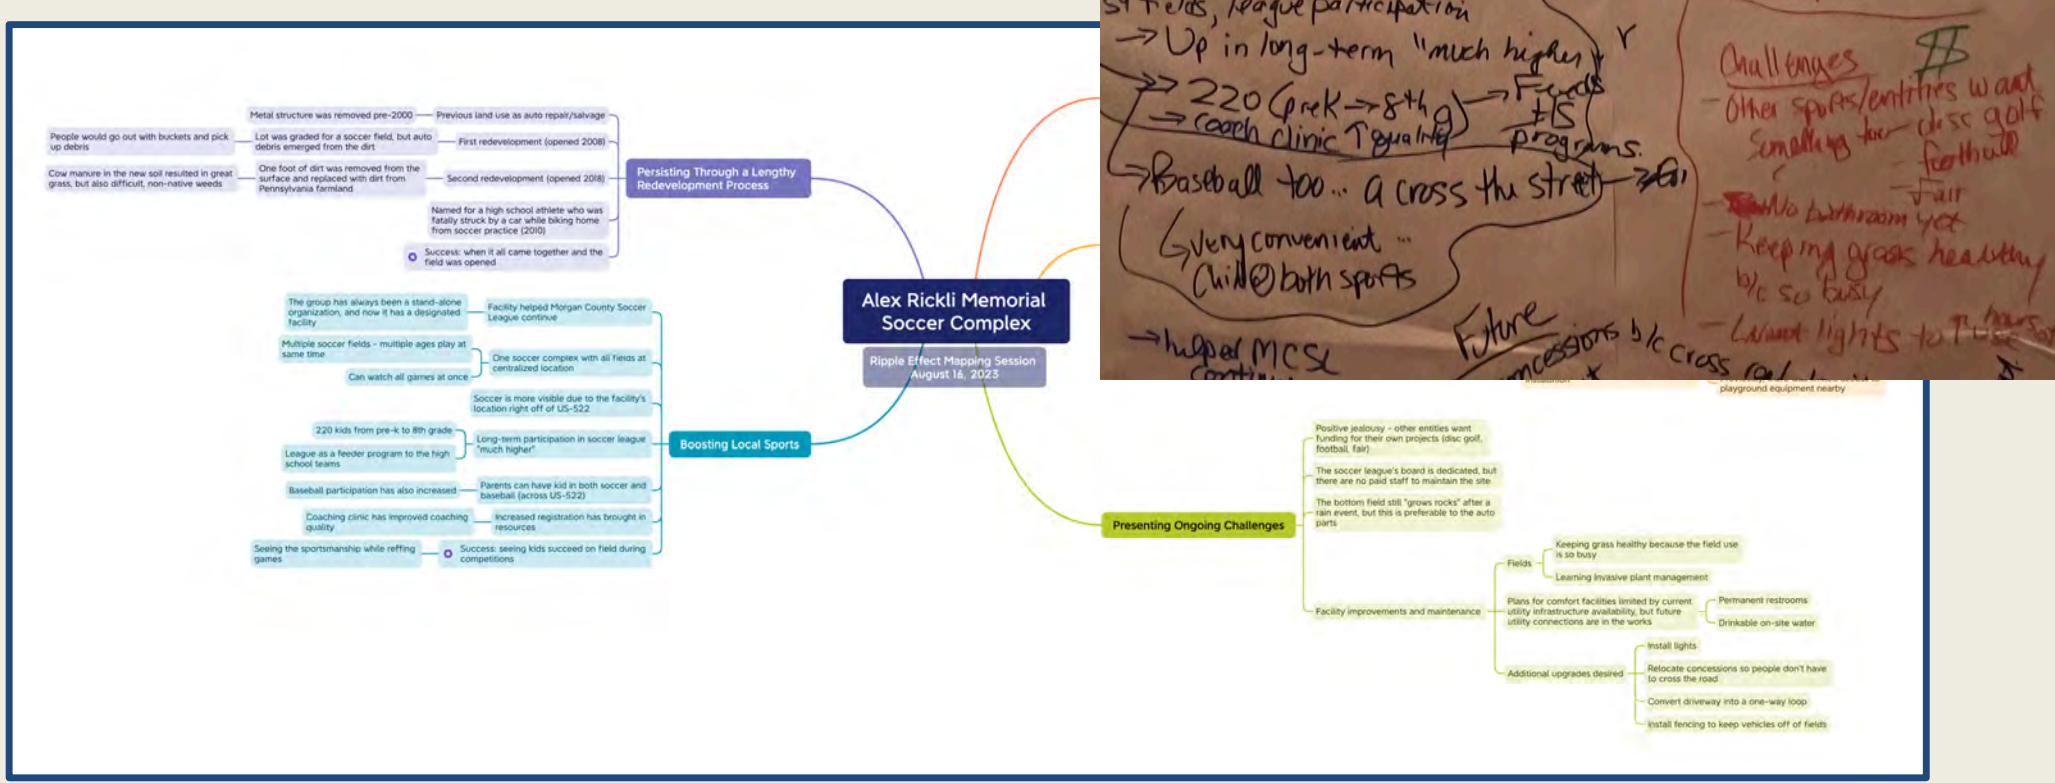 Metal structure was removed pre-2000
Previous land use as auto repair/salvage
People would go out with buckets and pick
up debris
Lot was graded for a soccer field, but auto
debris emerged from the dirt
First redevelopment (opened 2008)
Cow manure in the new soil resulted in great
grass, but also difficult, non-native weeds
One foot of dirt was removed from the
surface and replaced with dirt from
Pennsylvania farmland
Second redevelopment (opened 2018)
Named for a high school athlete who was
fatally struck by a car while biking home
from soccer practice (2010)
Success: when it all came together and the
field was opened
Persisting Through a Lengthy
Redevelopment Process
The group has always been a stand-alone
organization, and now it has a designated
facility
Facility helped Morgan County Soccer
League continue
Multiple soccer fields - multiple ages play at
same time
Can watch all games at once
One soccer complex with all fields at
centralized location
Soccer is more visible due to the facility's
location right off of US-522
220 kids from pre-k to 8th grade
League as a feeder program to the high
school teams
Long-term participation in soccer league
"much higher"
Baseball participation has also increased
Parents can have kid in both soccer and
baseball (across US-522)
Coaching clinic has improved coaching
quality
Increased registration has brought in
resources
Seeing the sportsmanship while reffing
games
Success: seeing kids succeed on field during
competitions
Boosting Local Sports
Alex Rickli Memorial
Soccer Complex
Ripple Effect Mapping Session
August 16, 2023
fields, league participation
→ Up in long-term "much higher
→ 220 (preK → 8th g) → Feeds
HS
programs.
→ coach clinic ↑ quality
→ Baseball too... across the street
↳ very convenient ...
Child @ both sports
→ helped MCSL
Future
b/c cross road
Challenges
$
- Other sports/entities want
something too - disc golf
football
- Fair
- No bathroom yet
- Keeping grass healthy
b/c so busy
- Want lights to ↑ use
hours
playground equipment nearby
Presenting Ongoing Challenges
Positive jealousy - other entities want
funding for their own projects (disc golf,
football, fair)
The soccer league's board is dedicated, but
there are no paid staff to maintain the site
The bottom field still "grows rocks" after a
rain event, but this is preferable to the auto
parts
Facility improvements and maintenance
Fields
Keeping grass healthy because the field use
is so busy
Learning invasive plant management
Plans for comfort facilities limited by current
utility infrastructure availability, but future
utility connections are in the works
Permanent restrooms
Drinkable on-site water
Additional upgrades desired
Install lights
Relocate concessions so people don't have
to cross the road
Convert driveway into a one-way loop
Install fencing to keep vehicles off of fields